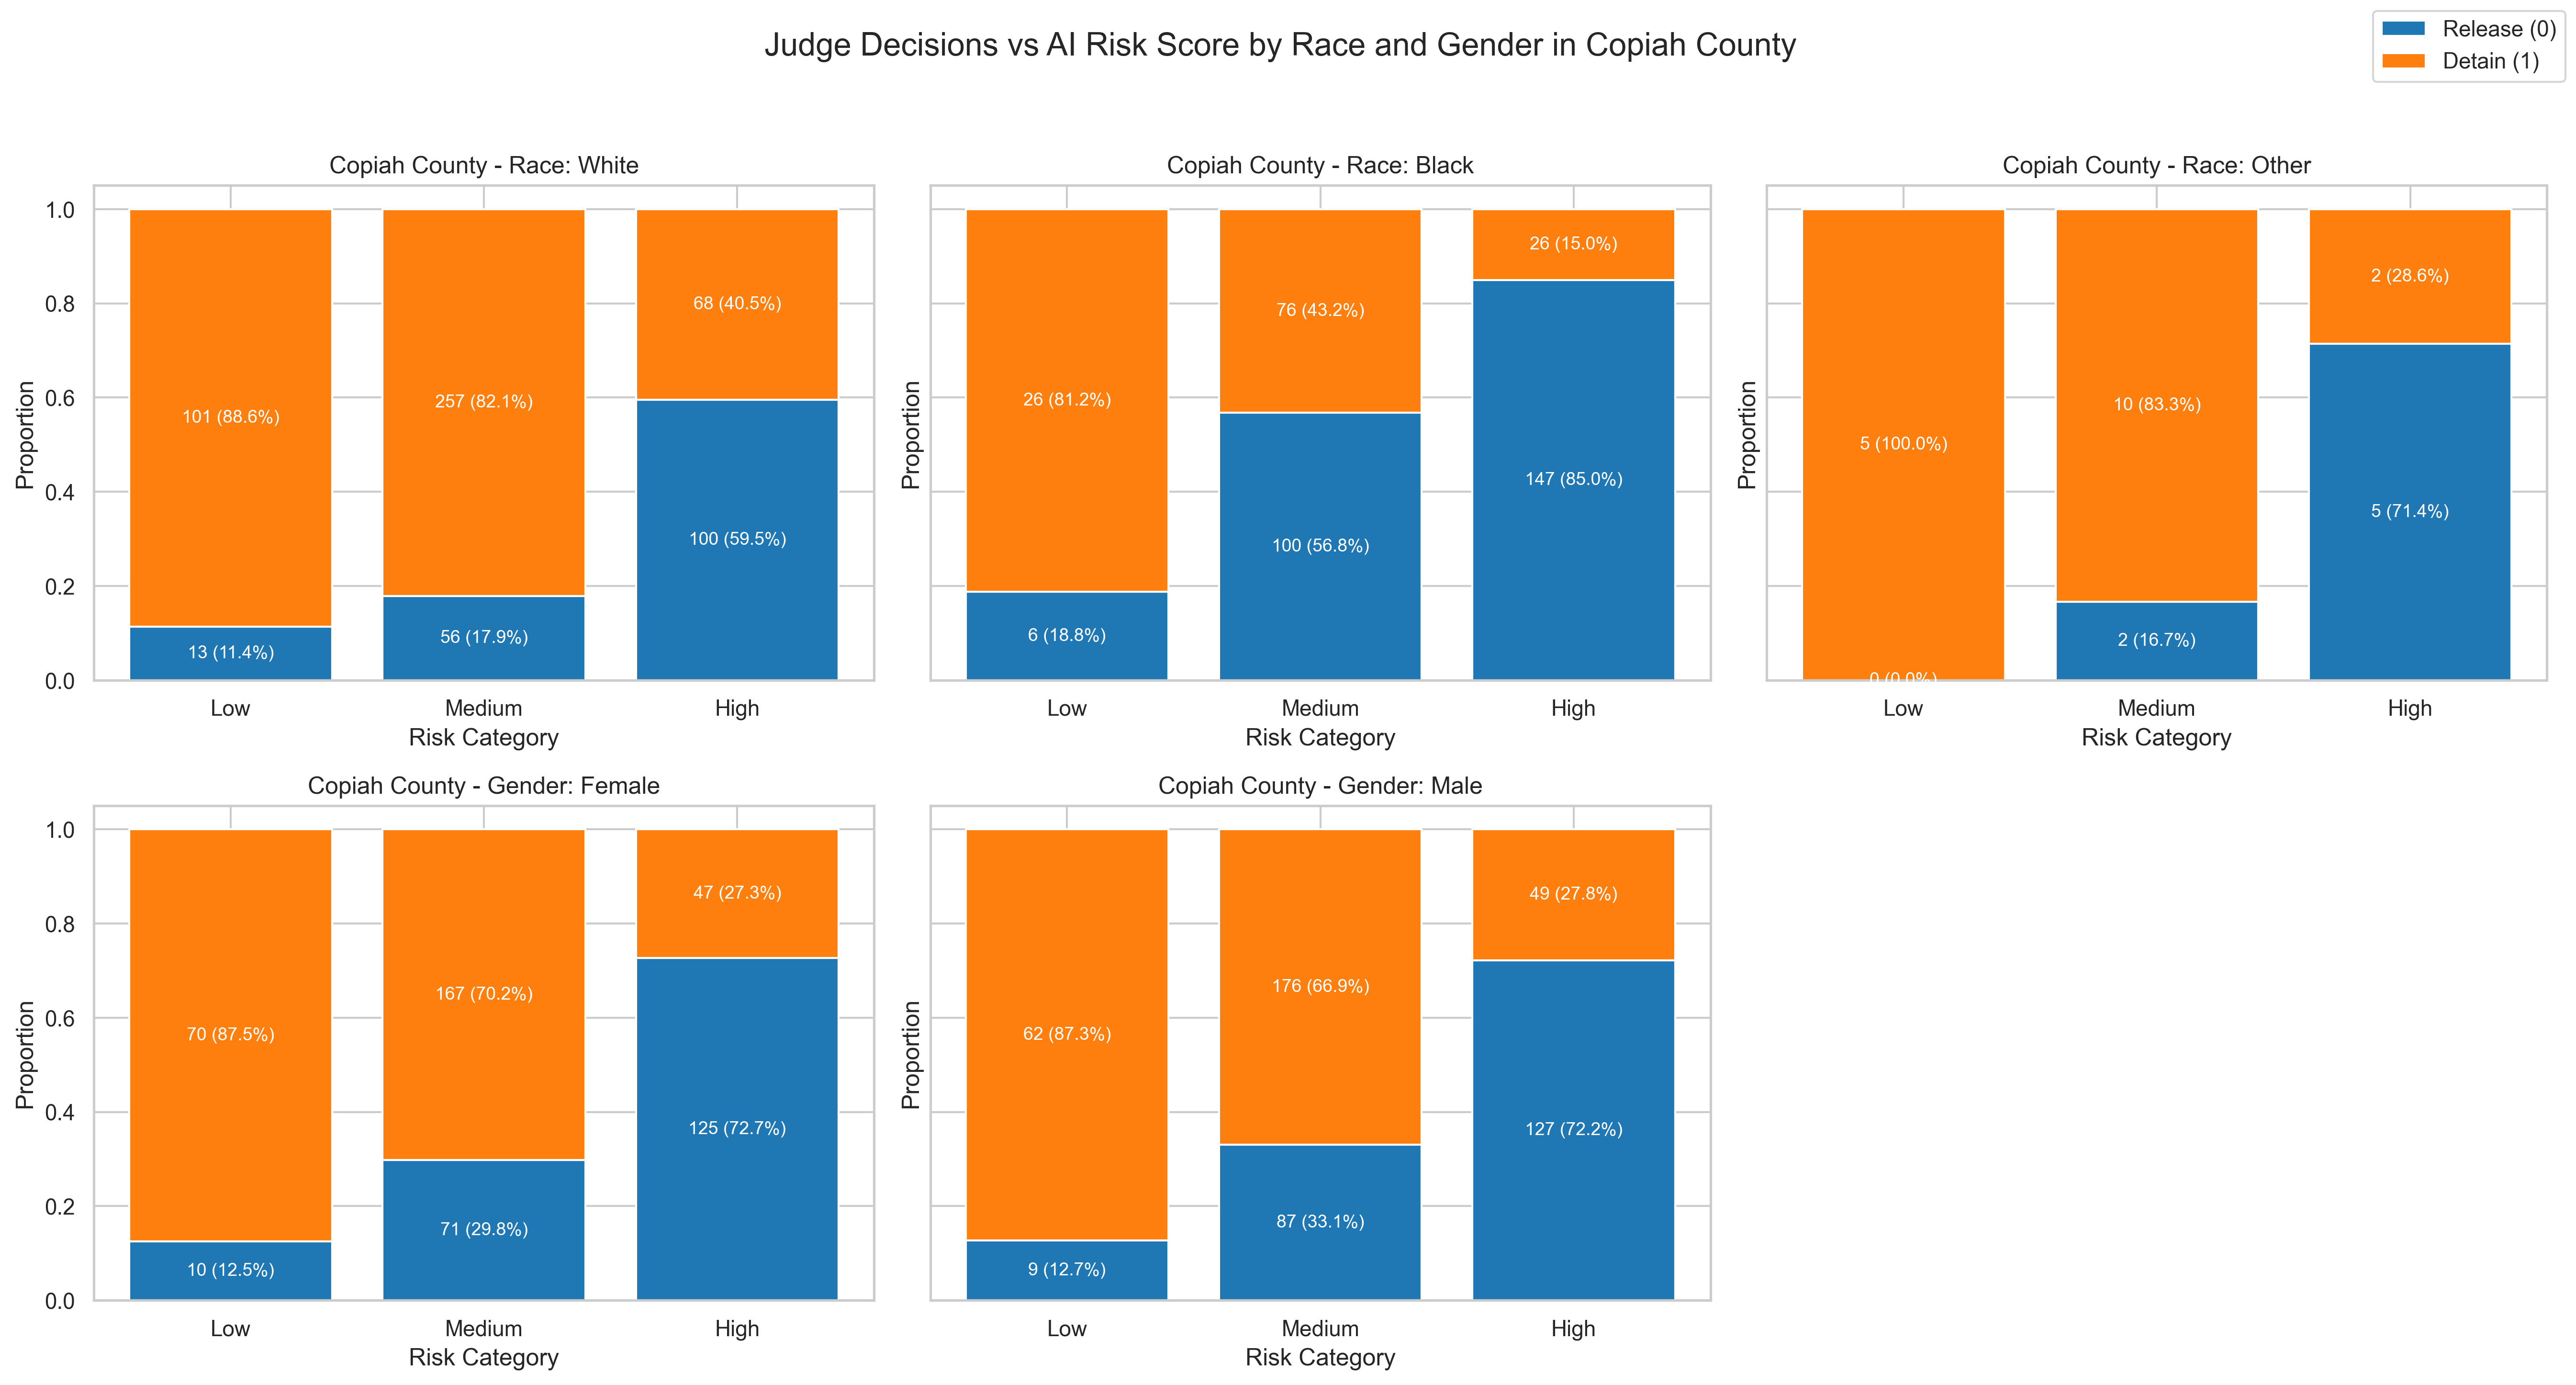 Judge Decisions vs AI Risk Score by Race and Gender in Copiah County
Release (0)
Detain (1)
Copiah County - Race: White
Proportion
1.0
0.8
0.6
0.4
0.2
0.0
101 (88.6%)
13 (11.4%)
257 (82.1%)
56 (17.9%)
68 (40.5%)
100 (59.5%)
Low
Medium
High
Risk Category
Copiah County - Race: Black
Proportion
26 (81.2%)
6 (18.8%)
76 (43.2%)
100 (56.8%)
26 (15.0%)
147 (85.0%)
Low
Medium
High
Risk Category
Copiah County - Race: Other
Proportion
5 (100.0%)
0 (0.0%)
10 (83.3%)
2 (16.7%)
2 (28.6%)
5 (71.4%)
Low
Medium
High
Risk Category
Copiah County - Gender: Female
Proportion
1.0
0.8
0.6
0.4
0.2
0.0
70 (87.5%)
10 (12.5%)
167 (70.2%)
71 (29.8%)
47 (27.3%)
125 (72.7%)
Low
Medium
High
Risk Category
Copiah County - Gender: Male
Proportion
62 (87.3%)
9 (12.7%)
176 (66.9%)
87 (33.1%)
49 (27.8%)
127 (72.2%)
Low
Medium
High
Risk Category